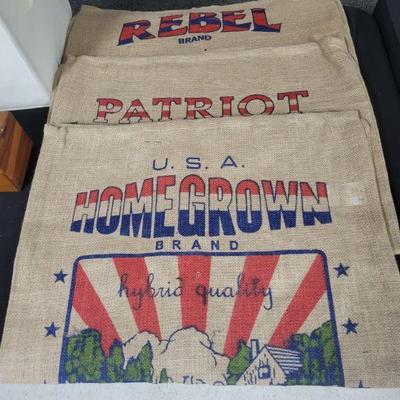 REBEL
BRAND
PATRIOT
U.S.A.
HOMEGROWN
BRAND
hybrid quality